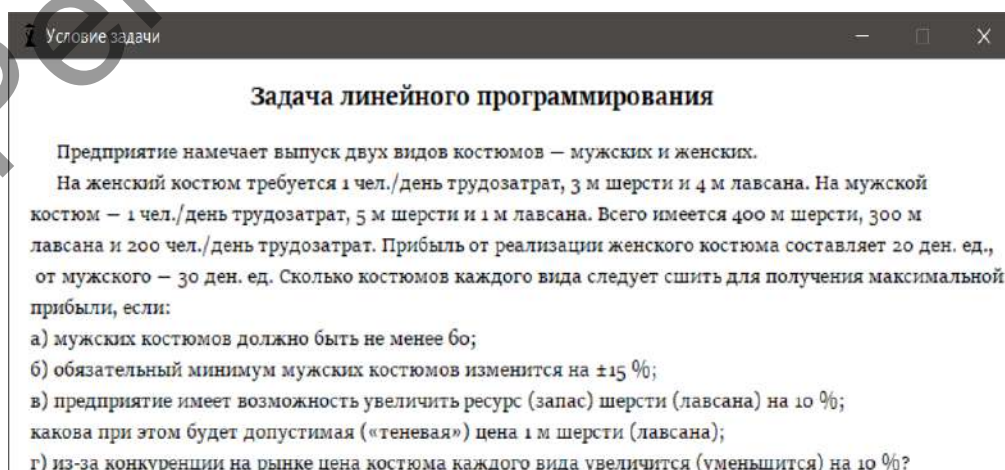 Условие задачи
Задача линейного программирования
Предприятие намечает выпуск двух видов костюмов — мужских и женских.
На женский костюм требуется 1 чел./день трудозатрат, 3 м шерсти и 4 м лавсана. На мужской
костюм — 1 чел./день трудозатрат, 5 м шерсти и 1 м лавсана. Всего имеется 400 м шерсти, 300 м
лавсана и 200 чел./день трудозатрат. Прибыль от реализации женского костюма составляет 20 ден. ед.,
от мужского — 30 ден. ед. Сколько костюмов каждого вида следует сшить для получения максимальной
прибыли, если:
а) мужских костюмов должно быть не менее 60;
б) обязательный минимум мужских костюмов изменится на ±15 %;
в) предприятие имеет возможность увеличить ресурс (запас) шерсти (лавсана) на 10 %;
какова при этом будет допустимая («теневая») цена 1 м шерсти (лавсана);
г) из-за конкуренции на рынке цена костюма каждого вида увеличится (уменьшится) на 10 %?